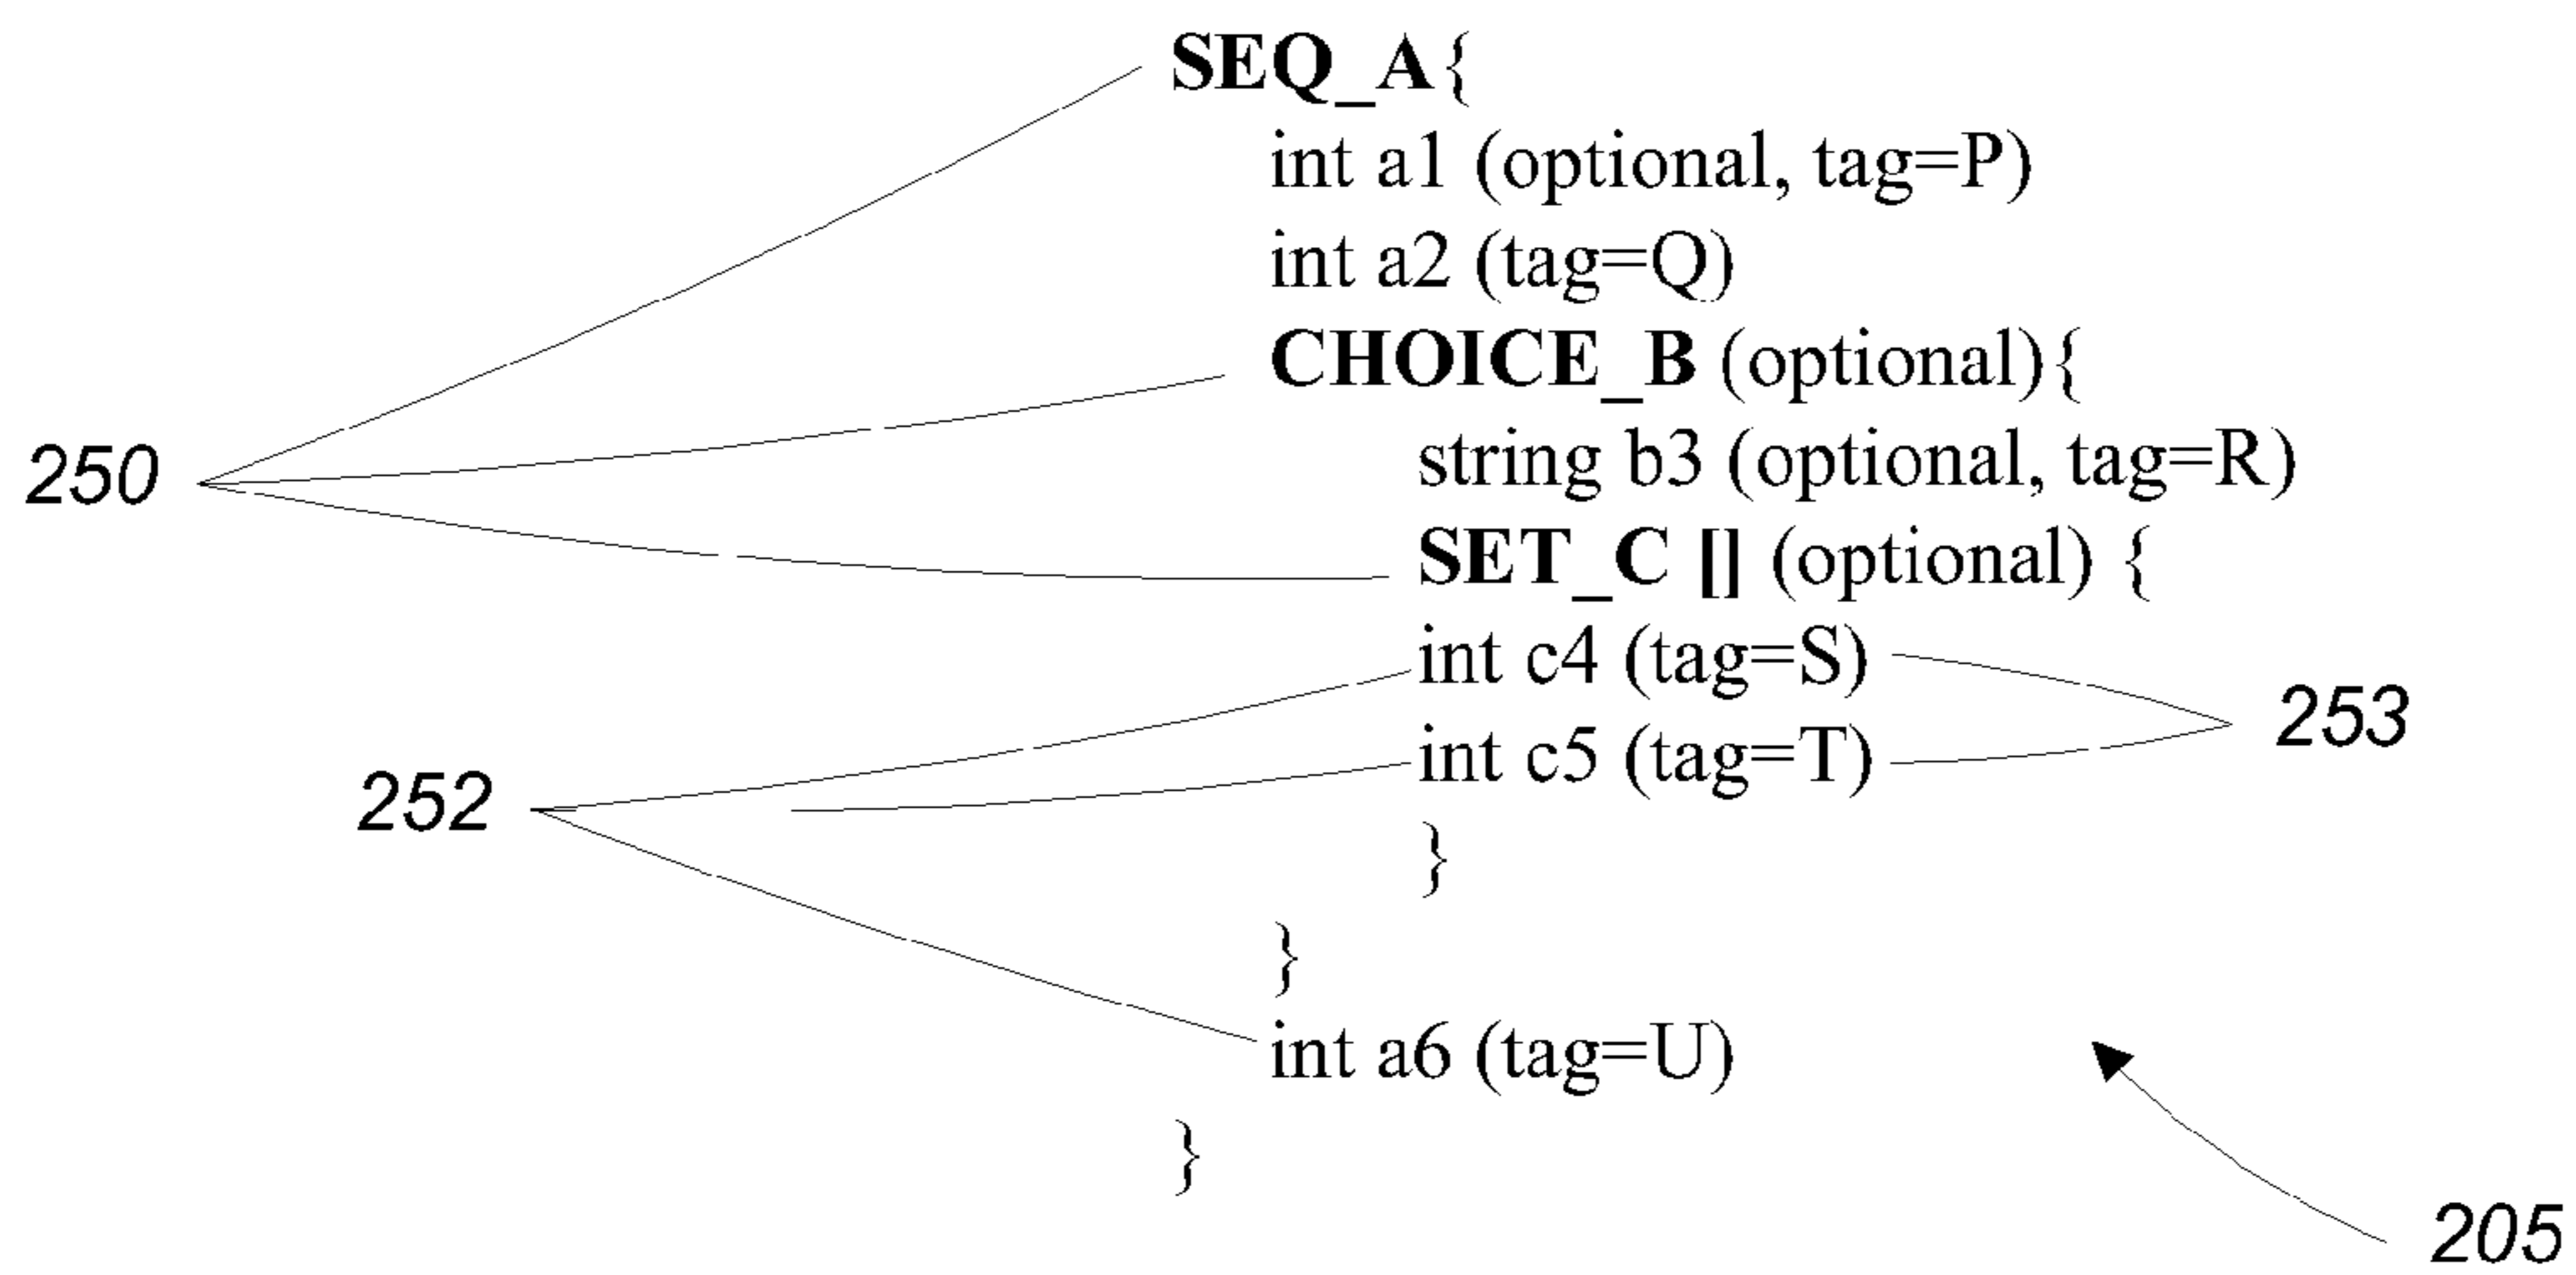 SEQ_A{
int a1 (optional, tag=P)
int a2 (tag=Q)
CHOICE_B (optional){
250
string b3 (optional, tag=R)
SET_C [] (optional) {
int c4 (tag=S)
253
int c5 (tag=T)
252
}
}
int a6 (tag=U)
}
205